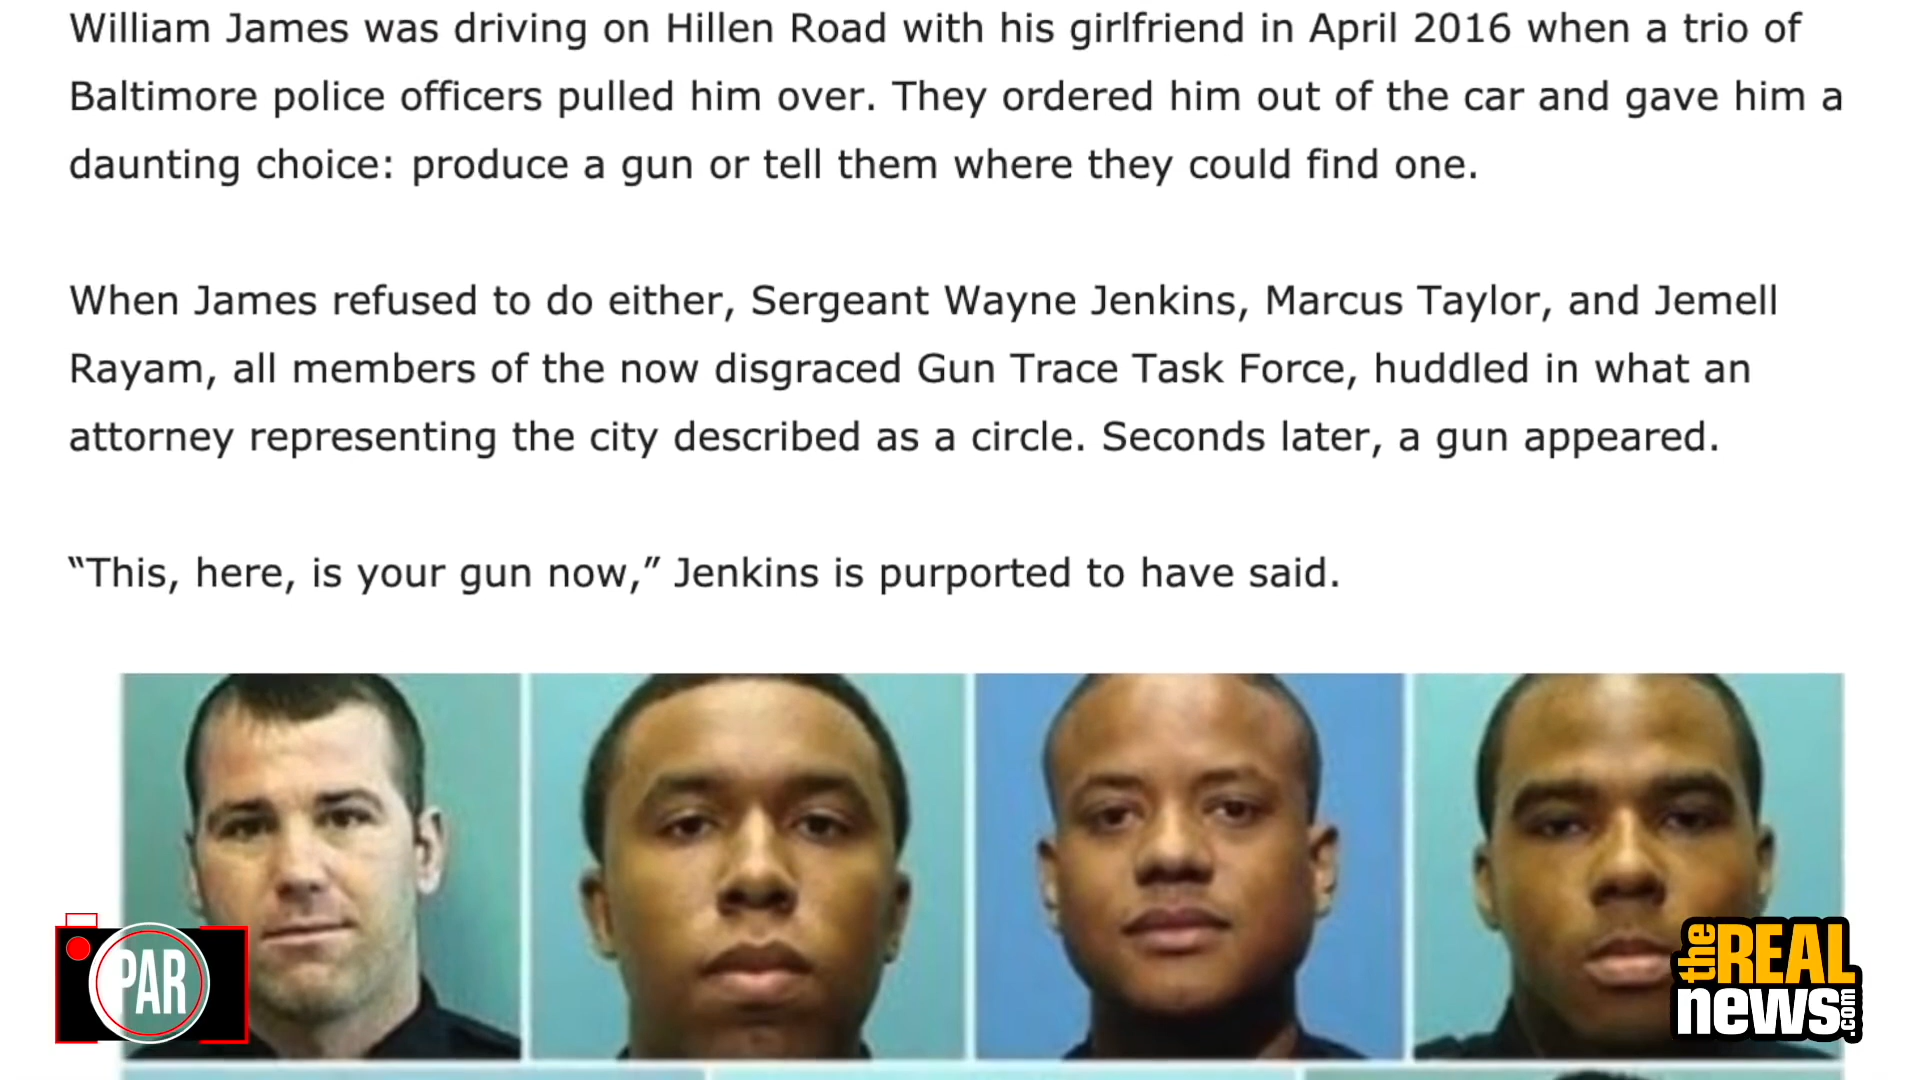 William James was driving on Hillen Road with his girlfriend in April 2016 when a trio of
Baltimore police officers pulled him over. They ordered him out of the car and gave him a
daunting choice: produce a gun or tell them where they could find one.
When James refused to do either, Sergeant Wayne Jenkins, Marcus Taylor, and Jemell
Rayam, all members of the now disgraced Gun Trace Task Force, huddled in what an
attorney representing the city described as a circle. Seconds later, a gun appeared.
“This, here, is your gun now,” Jenkins is purported to have said.
PAR
the REAL
news.com